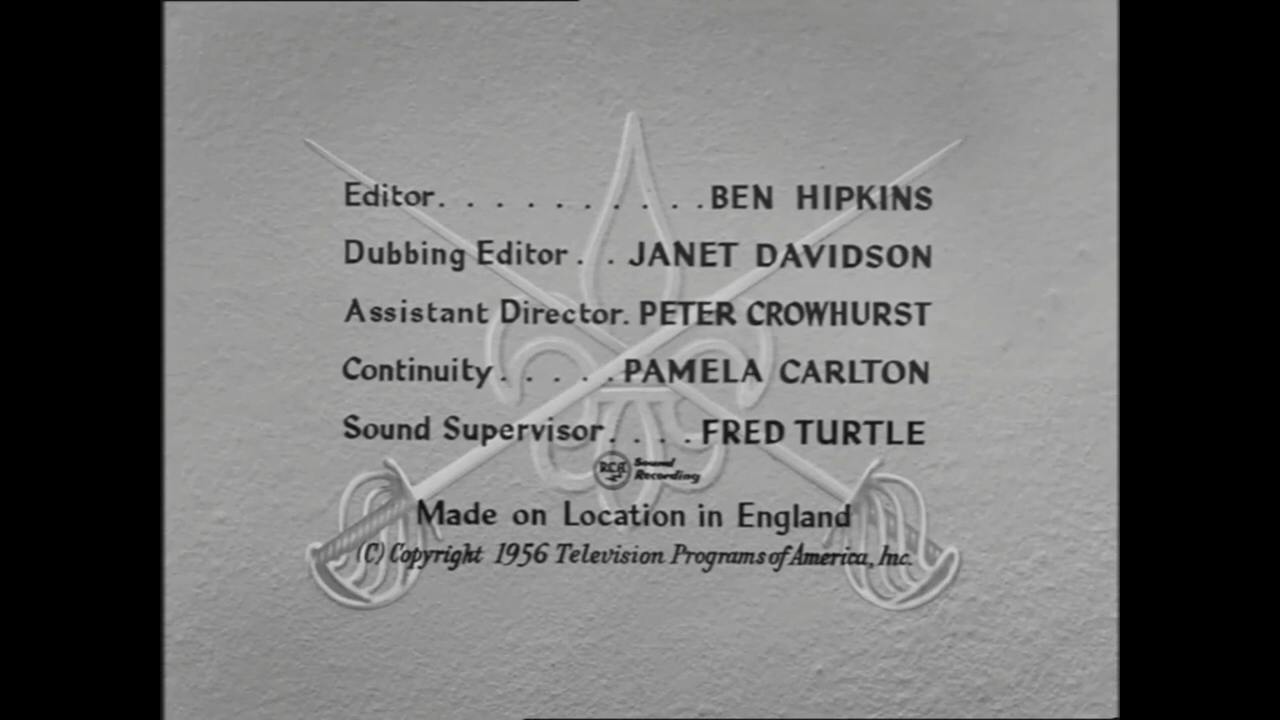 Editor. . . . . . . . . . BEN HIPKINS
Dubbing Editor . . JANET DAVIDSON
Assistant Director. PETER CROWHURST
Continuity . . . . . PAMELA CARLTON
Sound Supervisor . . . . FRED TURTLE
RCA Sound
Recording
Made on Location in England
(C) Copyright 1956 Television Programs of America, Inc.